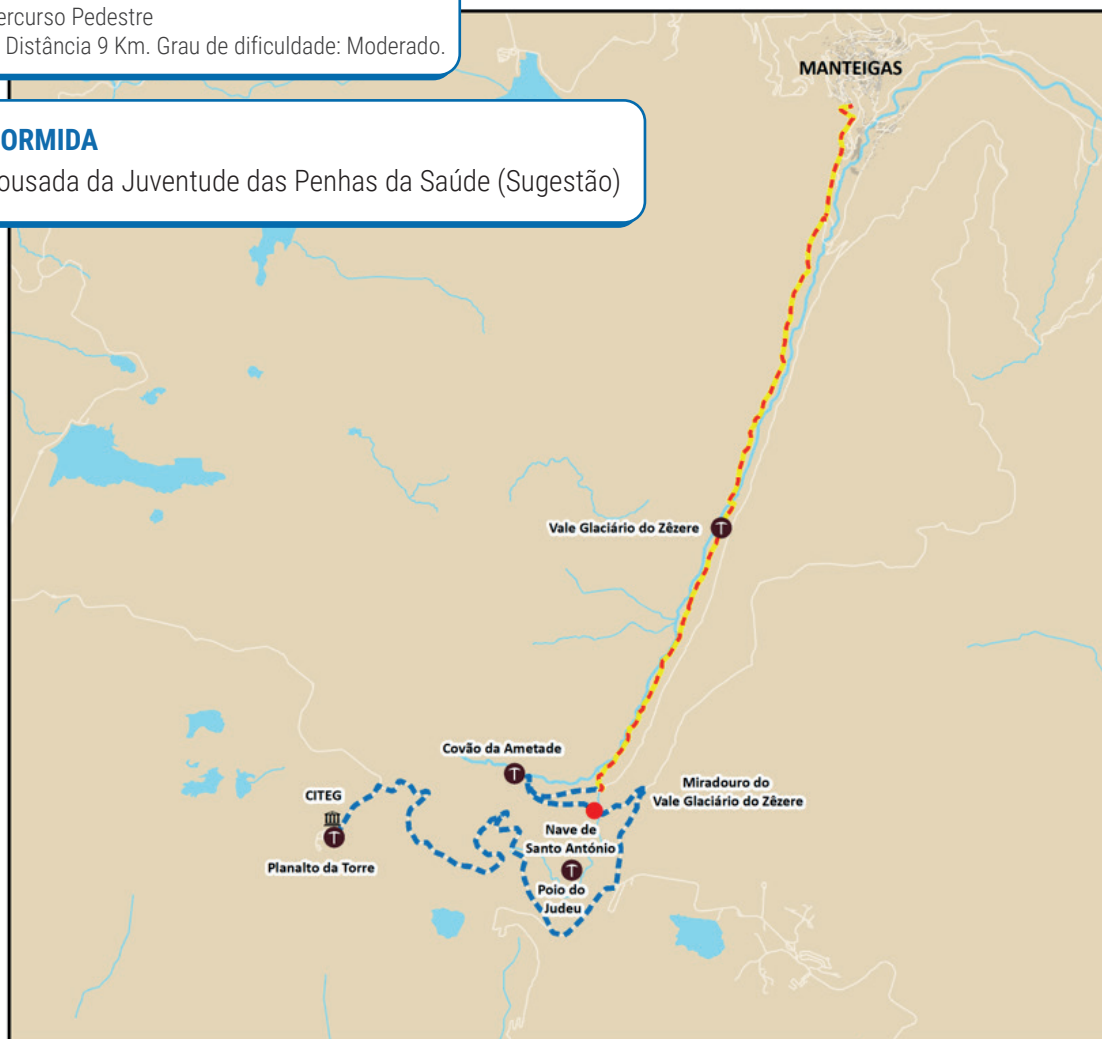 ercurso Pedestre
Distância 9 Km. Grau de dificuldade: Moderado.
ORMIDA
ousada da Juventude das Penhas da Saúde (Sugestão)
MANTEIGAS
Vale Glaciário do Zêzere
Covão da Ametade
Miradouro do
Vale Glaciário do Zêzere
CITEG
Nave de
Santo António
Planalto da Torre
Poio do
Judeu